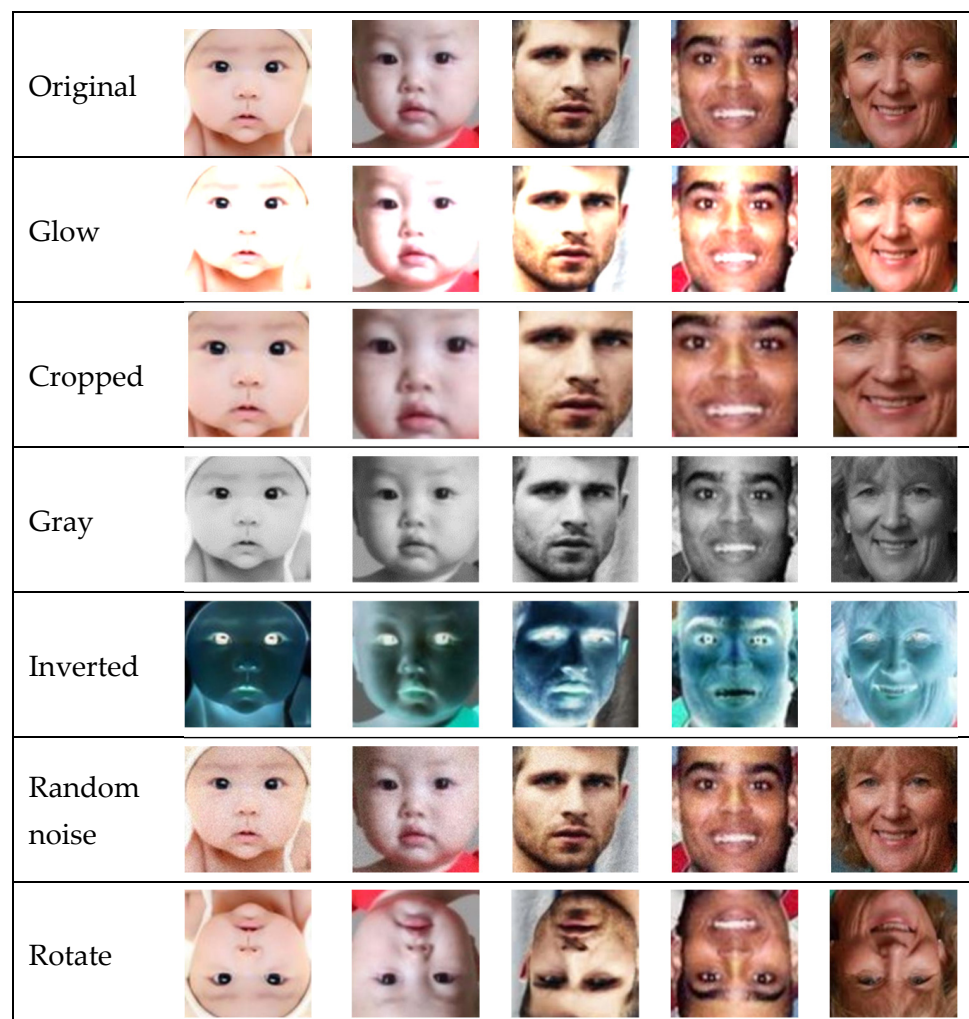 Original
Glow
Cropped
Gray
Inverted
Random
noise
Rotate